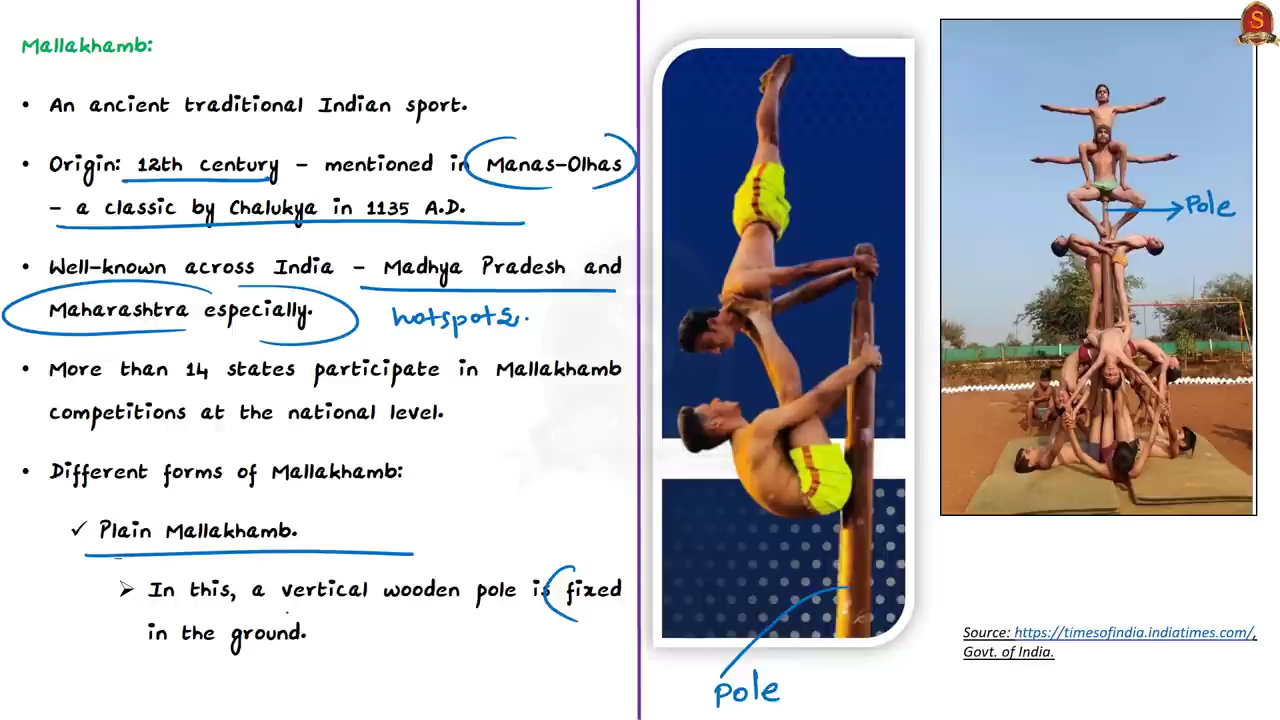 Mallakhamb:
• An ancient traditional Indian sport.
• Origin: 12th century – mentioned in Manas-Olhas
– a classic by Chalukya in 1135 A.D.
• Well-known across India – Madhya Pradesh and
Maharashtra especially.
hotspots.
• More than 14 states participate in Mallakhamb
competitions at the national level.
• Different forms of Mallakhamb:
✓ Plain Mallakhamb.
➢ In this, a vertical wooden pole is fixed
in the ground.
pole
Pole
S
Source: https://timesofindia.indiatimes.com/,
Govt. of India.